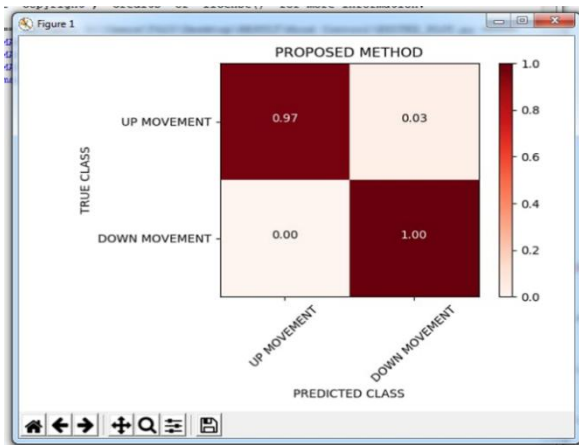 Figure 1
PROPOSED METHOD
UP MOVEMENT
0.97
0.03
DOWN MOVEMENT
0.00
1.00
TRUE CLASS
UP MOVEMENT
DOWN MOVEMENT
PREDICTED CLASS
1.0
0.8
0.6
0.4
0.2
0.0